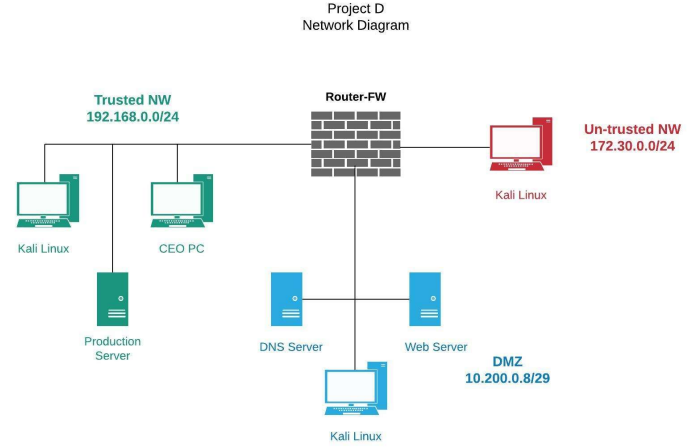 Project D
Network Diagram
Router-FW
Trusted NW
192.168.0.0/24
Un-trusted NW
172.30.0.0/24
Kali Linux
Kali Linux
CEO PC
Production
Server
DNS Server
Web Server
DMZ
10.200.0.8/29
Kali Linux